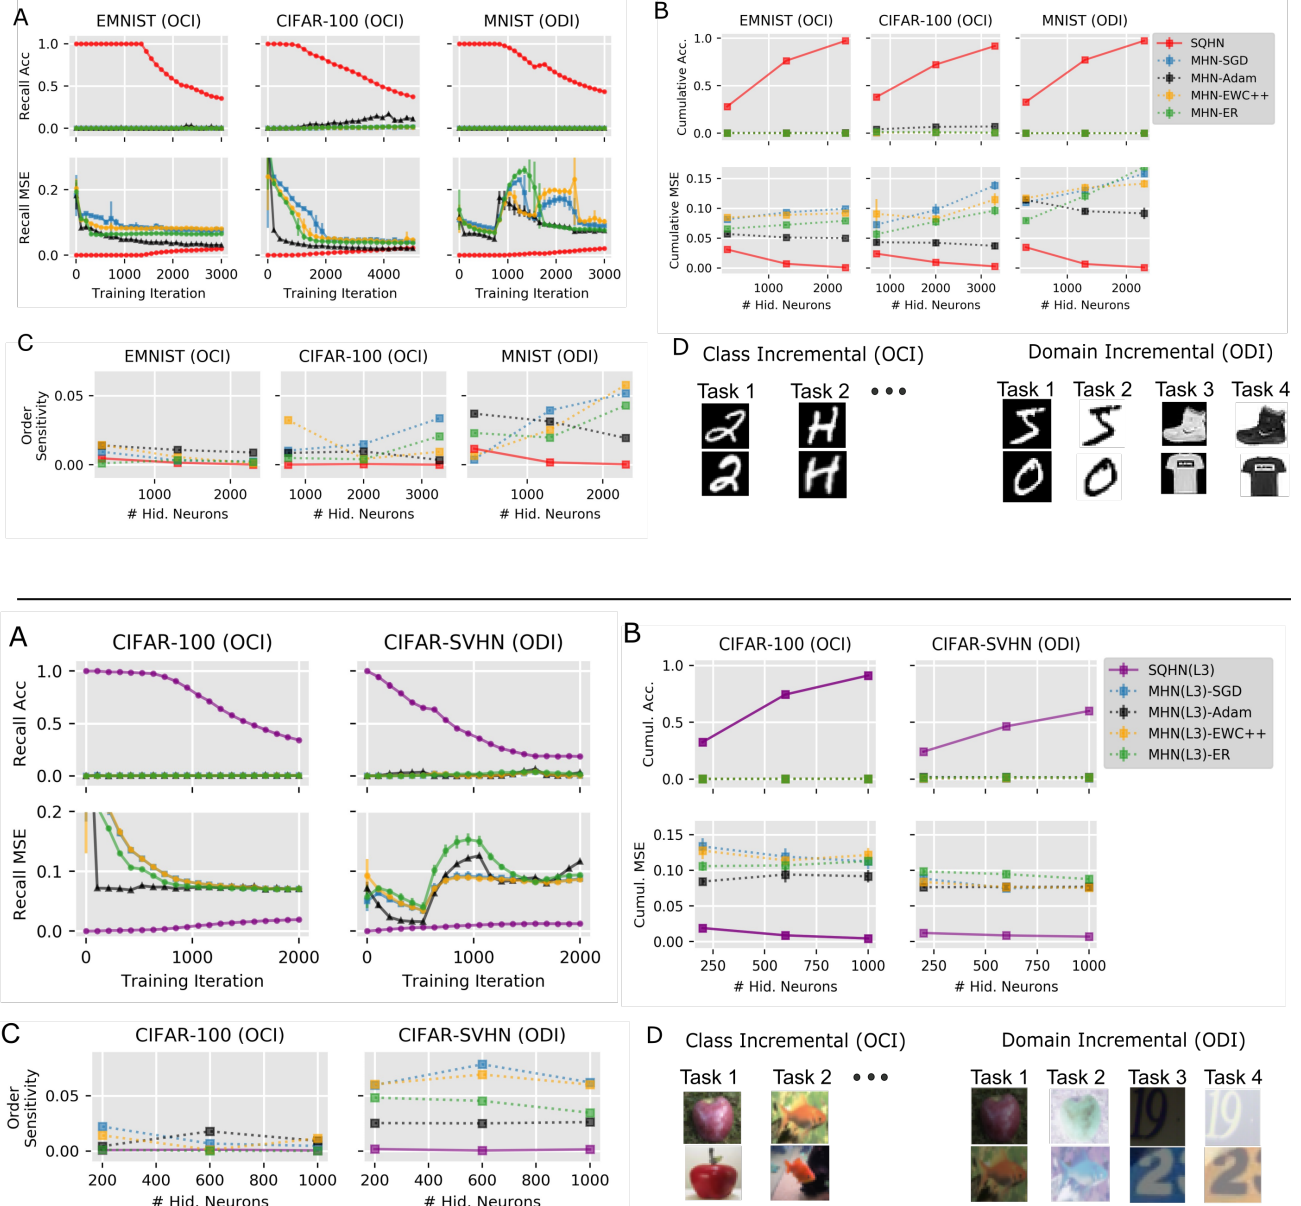 A
EMNIST (OCI) CIFAR-100 (OCI) MNIST (ODI)
Recall Acc
1.0
0.5
0.0
Recall MSE
0.2
0.0
0 1000 2000 3000 0 2000 4000 0 1000 2000 3000
Training Iteration Training Iteration Training Iteration
B
EMNIST (OCI) CIFAR-100 (OCI) MNIST (ODI)
Cumulative Acc.
1.0
0.5
0.0
SQHN
MHN-SGD
MHN-Adam
MHN-EWC++
MHN-ER
Cumulative MSE
0.15
0.10
0.05
0.00
1000 2000 1000 2000 3000 1000 2000
# Hid. Neurons # Hid. Neurons # Hid. Neurons
C
EMNIST (OCI) CIFAR-100 (OCI) MNIST (ODI)
Order
Sensitivity
0.05
0.00
1000 2000 1000 2000 3000 1000 2000
# Hid. Neurons # Hid. Neurons # Hid. Neurons
D
Class Incremental (OCI) Domain Incremental (ODI)
Task 1 Task 2 Task 1 Task 2 Task 3 Task 4
2 H 5 5
2 H 0 0
A
CIFAR-100 (OCI) CIFAR-SVHN (ODI)
Recall Acc
1.0
0.5
0.0
Recall MSE
0.2
0.1
0.0
0 1000 2000 0 1000 2000
Training Iteration Training Iteration
B
CIFAR-100 (OCI) CIFAR-SVHN (ODI)
Cumul. Acc.
1.0
0.5
0.0
SQHN(L3)
MHN(L3)-SGD
MHN(L3)-Adam
MHN(L3)-EWC++
MHN(L3)-ER
Cumul. MSE
0.15
0.10
0.05
0.00
250 500 750 1000 250 500 750 1000
# Hid. Neurons # Hid. Neurons
C
CIFAR-100 (OCI) CIFAR-SVHN (ODI)
Order
Sensitivity
0.05
0.00
200 400 600 800 1000 200 400 600 800 1000
# Hid. Neurons # Hid. Neurons
D
Class Incremental (OCI) Domain Incremental (ODI)
Task 1 Task 2 Task 1 Task 2 Task 3 Task 4
19 19
2 2